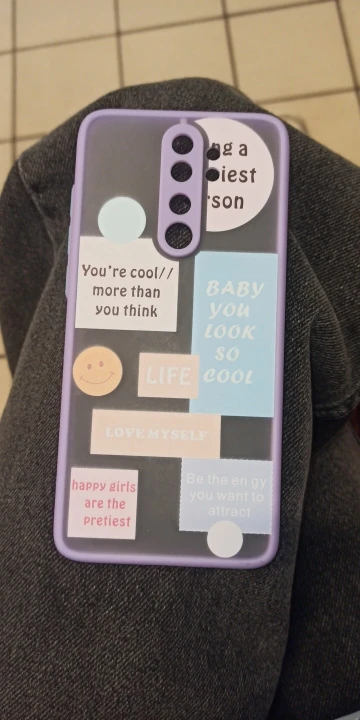 ng a
iest
son
You're cool//
more than
you think
BABY
YOU
LOOK
SO
COOL
LIFE
LOVE MYSELF
happy girls
are the
pretiest
Be the en gy
you want to
attract